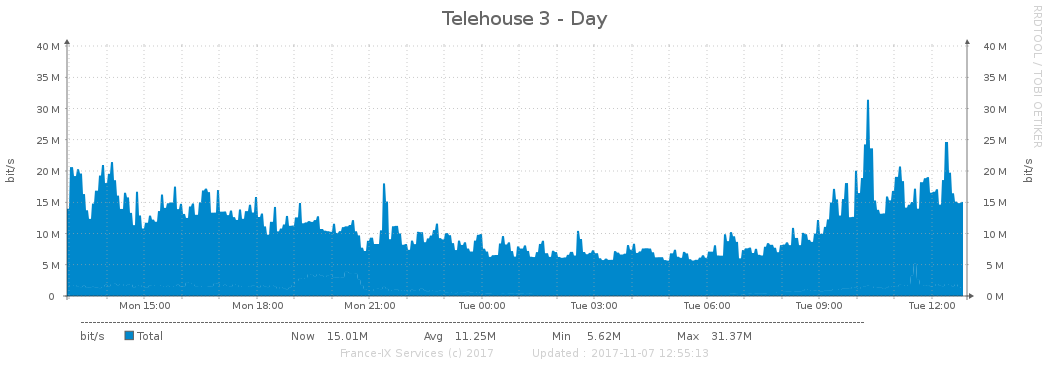 Telehouse 3 - Day
RRDTOOL / TOBI OETIKER
bit/s
bit/s
40 M 40 M
35 M 35 M
30 M 30 M
25 M 25 M
20 M 20 M
15 M 15 M
10 M 10 M
5 M 5 M
0 0 M
Mon 15:00 Mon 18:00 Mon 21:00 Tue 00:00 Tue 03:00 Tue 06:00 Tue 09:00 Tue 12:00
bit/s Total Now 15.01M Avg 11.25M Min 5.62M Max 31.37M
France-IX Services (c) 2017 Updated : 2017-11-07 12:55:13